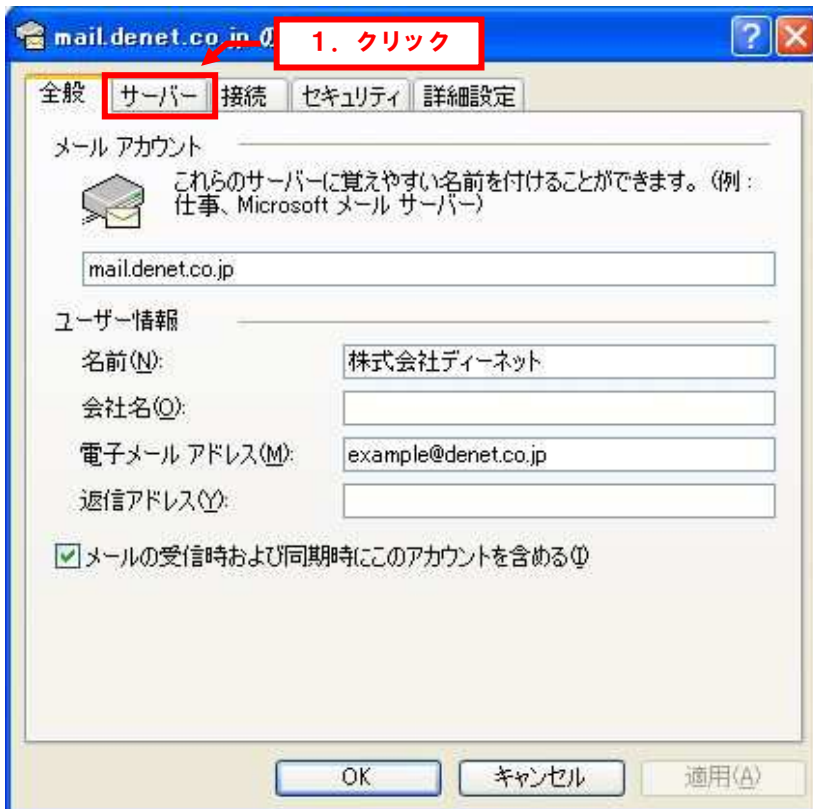 mail.denet.co.jp の
1. クリック
全般 サーバー 接続 セキュリティ 詳細設定
メール アカウント
これらのサーバーに覚えやすい名前を付けることができます。(例 :
仕事、Microsoft メール サーバー)
mail.denet.co.jp
ユーザー情報
名前(N): 株式会社ディーネット
会社名(O):
電子メール アドレス(M): example@denet.co.jp
返信アドレス(Y):
メールの受信時および同期時にこのアカウントを含める(I)
OK キャンセル 適用(A)